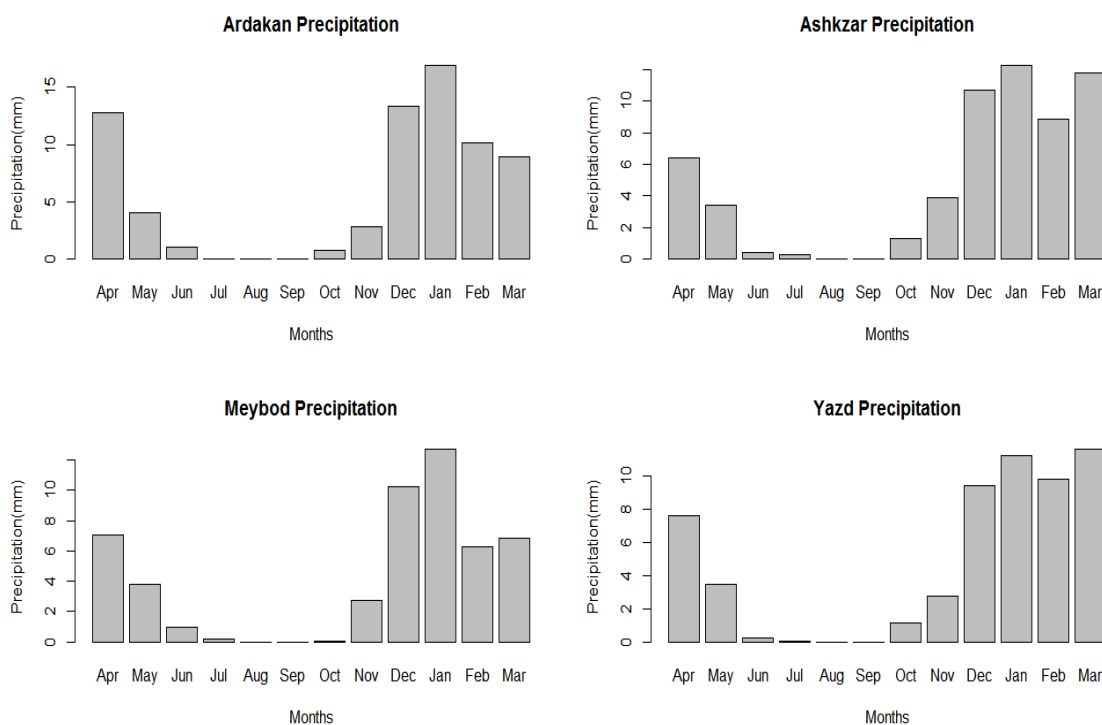 Ardakan Precipitation
Precipitation(mm)
15
10
5
0
Apr May Jun Jul Aug Sep Oct Nov Dec Jan Feb Mar
Months
Ashkzar Precipitation
Precipitation(mm)
10
8
6
4
2
0
Apr May Jun Jul Aug Sep Oct Nov Dec Jan Feb Mar
Months
Meybod Precipitation
Precipitation(mm)
10
8
6
4
2
0
Apr May Jun Jul Aug Sep Oct Nov Dec Jan Feb Mar
Months
Yazd Precipitation
Precipitation(mm)
10
8
6
4
2
0
Apr May Jun Jul Aug Sep Oct Nov Dec Jan Feb Mar
Months